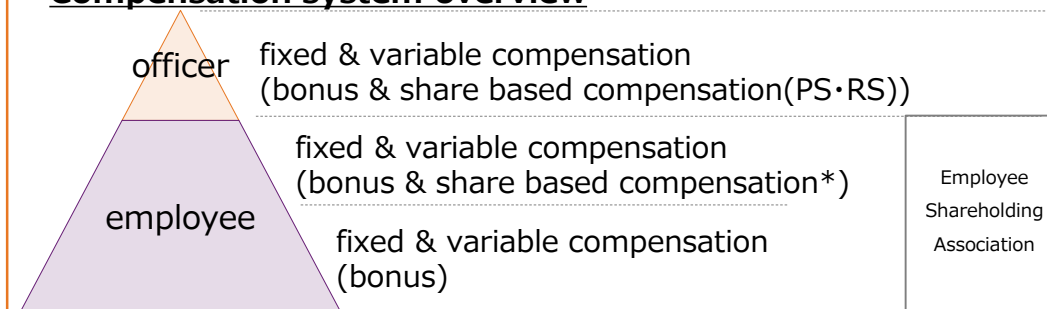 Compensation system overview
officer
fixed & variable compensation
(bonus & share based compensation(PS・RS))
fixed & variable compensation
(bonus & share based compensation*)
employee
fixed & variable compensation
(bonus)
Employee
Shareholding
Association